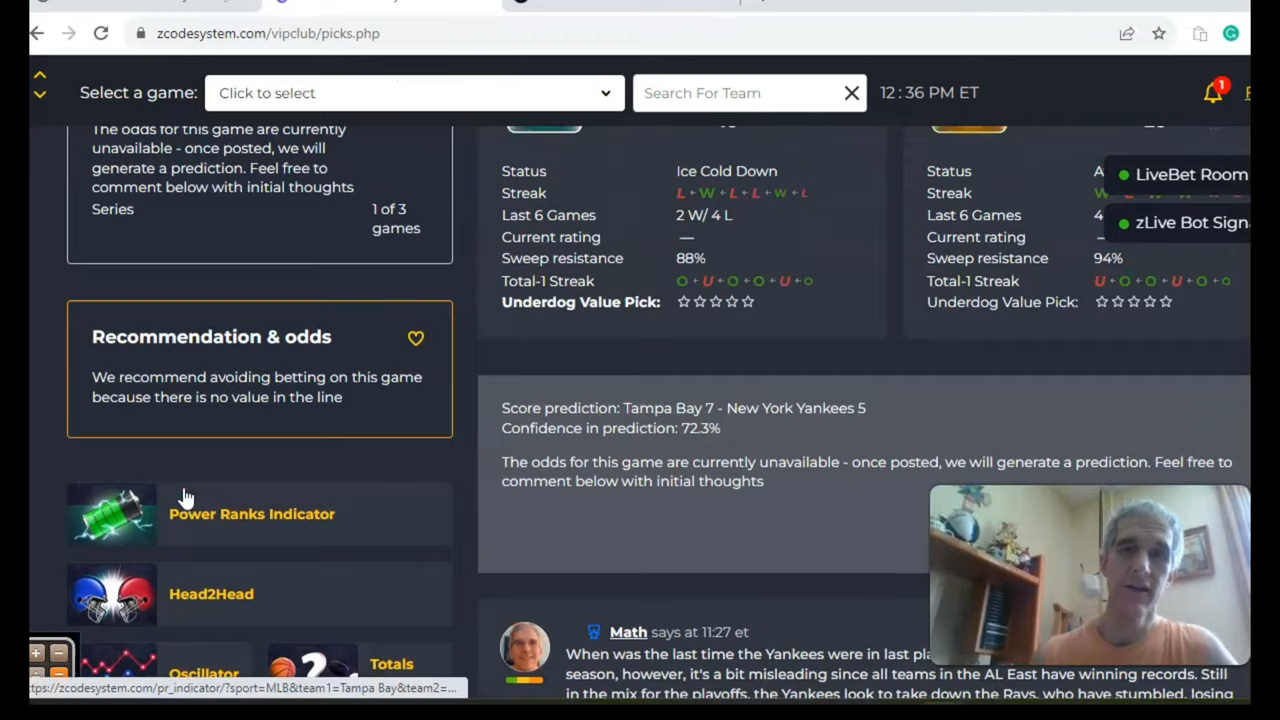 zcodesystem.com/vipclub/picks.php
Select a game:
Click to select
Search For Team
12:36 PM ET
1
The odds for this game are currently
unavailable - once posted, we will
generate a prediction. Feel free to
comment below with initial thoughts
Series
1 of 3
games
Status
Ice Cold Down
Streak
L W L L W L
Last 6 Games
2 W/ 4 L
Current rating
—
Sweep resistance
88%
Total-1 Streak
O U O O U O
Underdog Value Pick:
Status
Streak
Last 6 Games
4
Current rating
Sweep resistance
94%
Total-1 Streak
U O O U O O
Underdog Value Pick:
LiveBet Room
zLive Bot Sign
Recommendation & odds
We recommend avoiding betting on this game
because there is no value in the line
Score prediction: Tampa Bay 7 - New York Yankees 5
Confidence in prediction: 72.3%
The odds for this game are currently unavailable - once posted, we will generate a prediction. Feel free to
comment below with initial thoughts
Power Ranks Indicator
Head2Head
Oscillator
Totals
Math says at 11:27 et
When was the last time the Yankees were in last
season, however, it's a bit misleading since all teams in the AL East have winning records. Still
in the mix for the playoffs, the Yankees look to take down the Rays, who have stumbled, losing
ttps://zcodesystem.com/pr_indicator/?sport=MLB&team1=Tampa Bay&team2=...